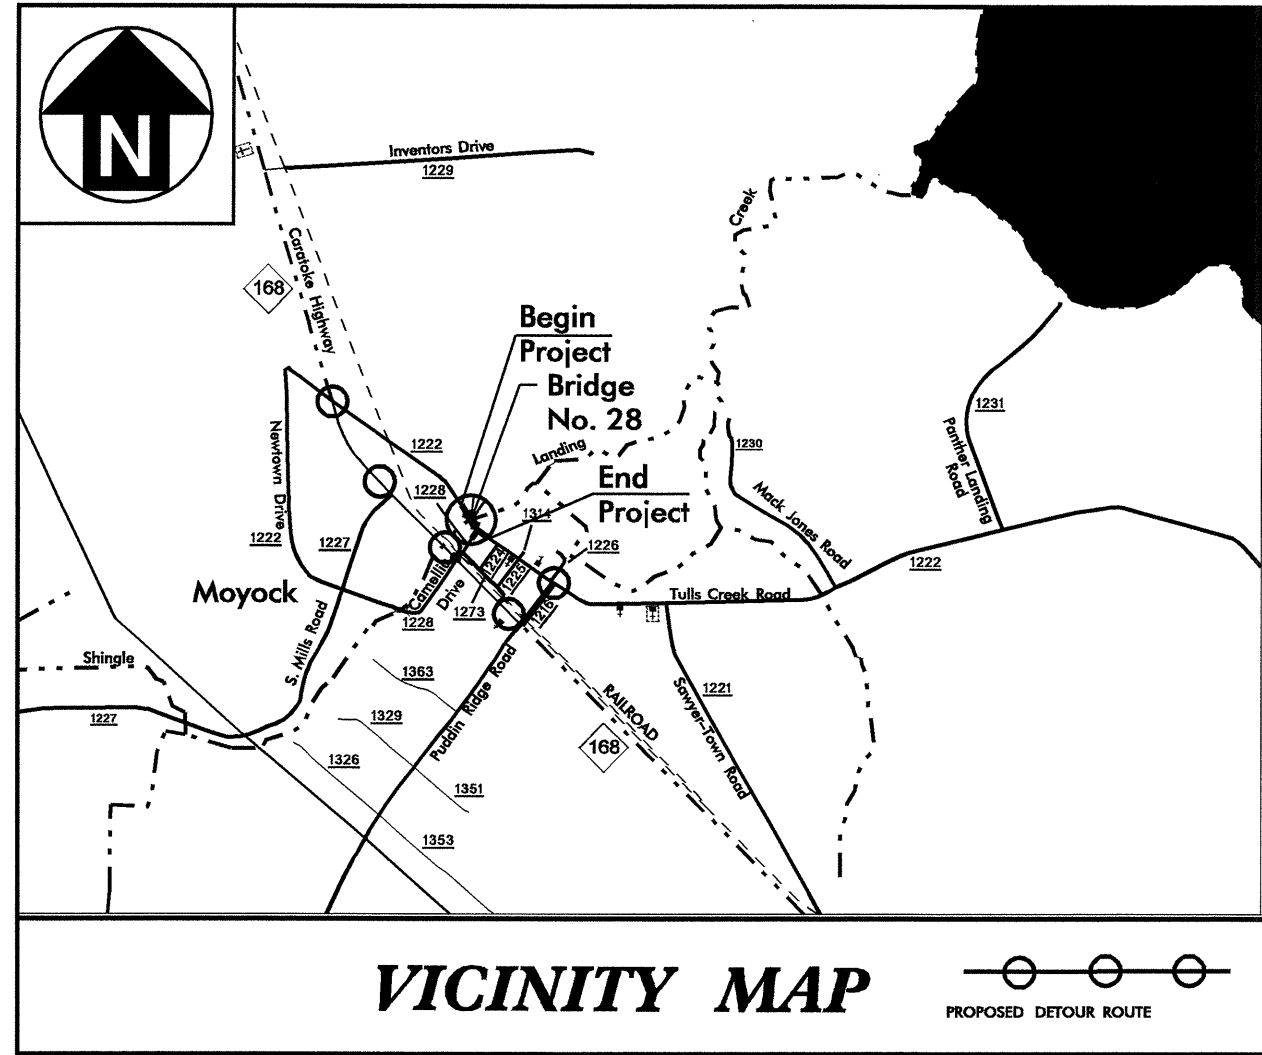 N
Inventors Drive
1229
Creek
Caratoke Highway
168
Begin
Project
Bridge
No. 28
1231
Panther Landing
Road
1222
1230
Landing
Newtown Drive
1228
End
Project
1314
Mack Jones Road
1222
1227
1224
1226
1225
1222
Moyock
Camellia
Drive
1273
1216
Tulls Creek Road
1228
S. Mills Road
Shingle
1363
Puddin Ridge Road
1221
Sawyer-Town Road
RAILROAD
1227
1329
168
1326
1351
1353
VICINITY MAP
PROPOSED DETOUR ROUTE